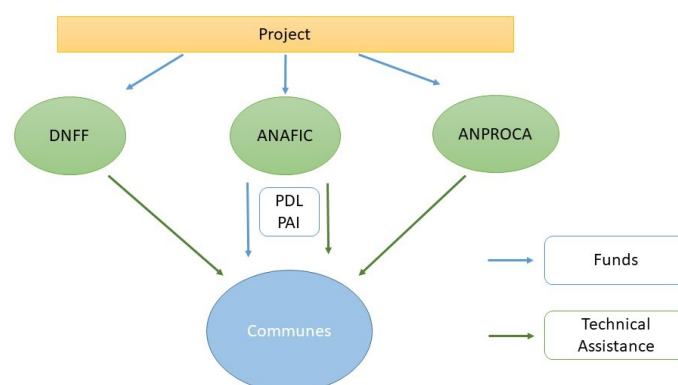 Project
DNFF
ANAFIC
ANPROCA
PDL
PAI
Funds
Communes
Technical
Assistance